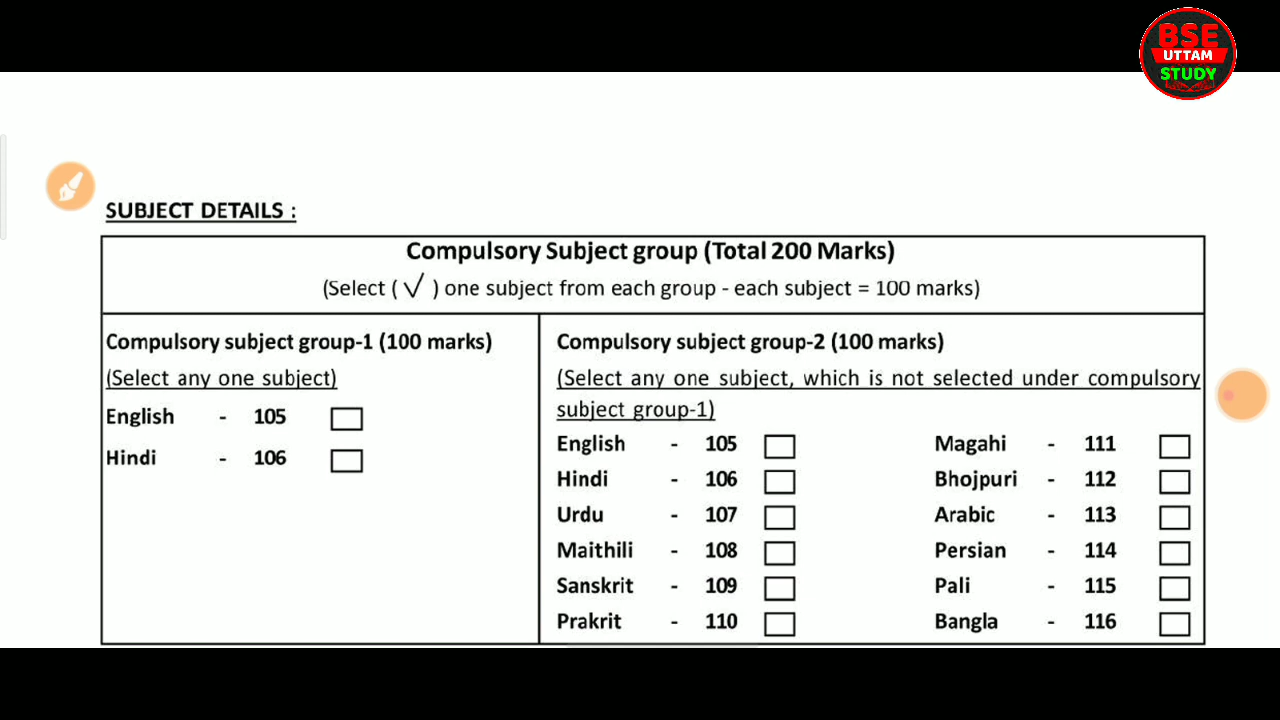 BSE
UTTAM
STUDY
SUBJECT DETAILS :
Compulsory Subject group (Total 200 Marks)
(Select ( √ ) one subject from each group - each subject = 100 marks)
Compulsory subject group-1 (100 marks)
(Select any one subject)
English - 105
Hindi - 106
Compulsory subject group-2 (100 marks)
(Select any one subject, which is not selected under compulsory
subject group-1)
English - 105
Hindi - 106
Urdu - 107
Maithili - 108
Sanskrit - 109
Prakrit - 110
Magahi - 111
Bhojpuri - 112
Arabic - 113
Persian - 114
Pali - 115
Bangla - 116